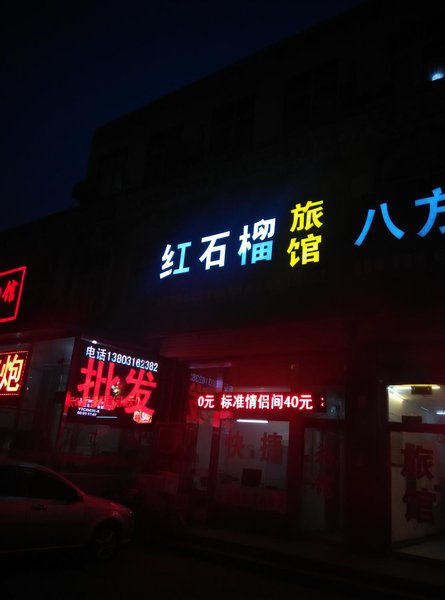 红石榴
旅馆
八方
馆
炮
电话13803162382
批发
0元 标准情侣间40元
快捷
旅馆